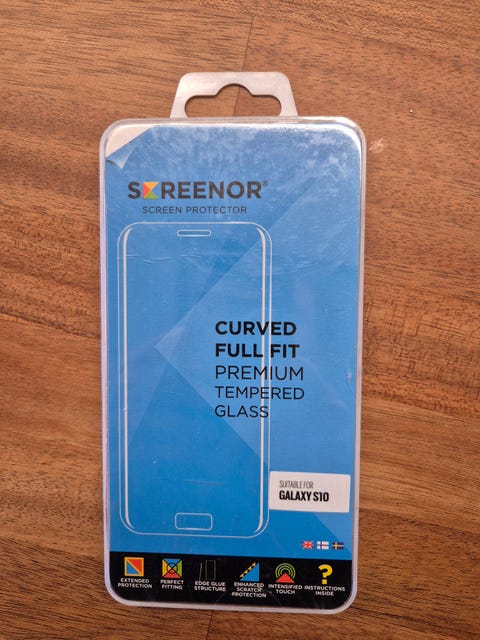 SCREENOR®
SCREEN PROTECTOR
CURVED
FULL FIT
PREMIUM
TEMPERED
GLASS
SUITABLE FOR
GALAXY S10
EXTENDED
PROTECTION
PERFECT
FITTING
EDGE GLUE
STRUCTURE
ENHANCED
SCRATCH
PROTECTION
INTENSIFIED
TOUCH
?
INSTRUCTIONS
INSIDE